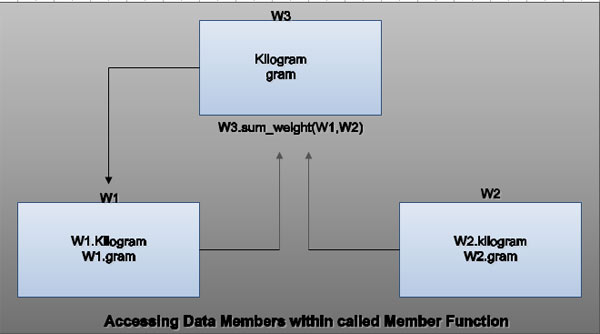 W3
Kilogram
gram
W3.sum_weight(W1,W2)
W1
W2
W1.Kilogram
W1.gram
W2.kilogram
W2.gram
Accessing Data Members within called Member Function